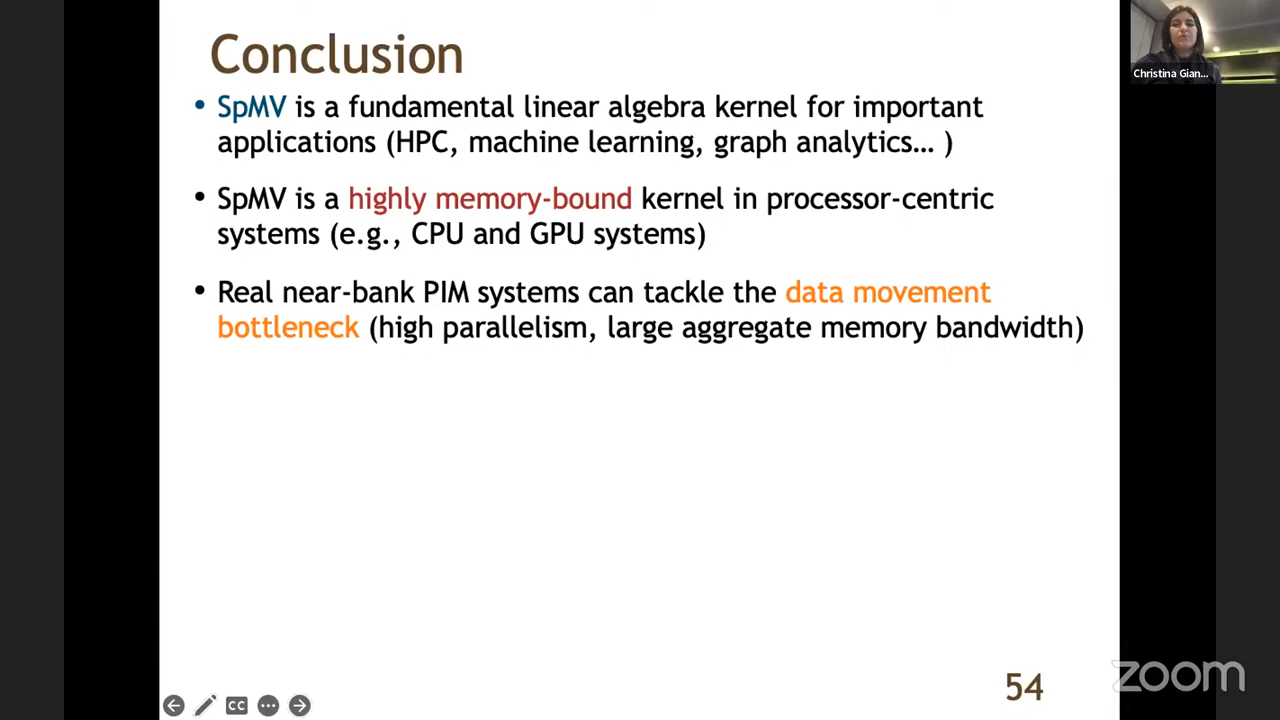 Conclusion
• SpMV is a fundamental linear algebra kernel for important
applications (HPC, machine learning, graph analytics… )
• SpMV is a highly memory-bound kernel in processor-centric
systems (e.g., CPU and GPU systems)
• Real near-bank PIM systems can tackle the data movement
bottleneck (high parallelism, large aggregate memory bandwidth)
54
Christina Gian...
CC
zoom